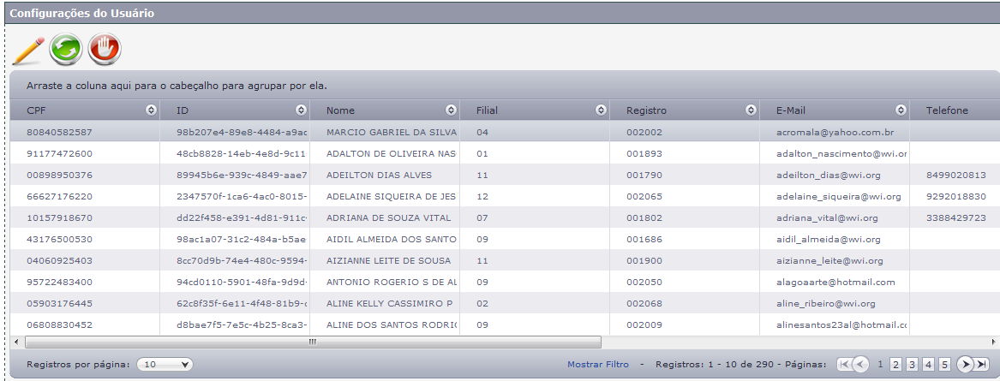 Configurações do Usuário
Arraste a coluna aqui para o cabeçalho para agrupar por ela.
CPF ID Nome Filial Registro E-Mail Telefone
80840582587 98b207e4-89e8-4484-a9ac MARCIO GABRIEL DA SILVA 04 002002 acromala@yahoo.com.br
91177472600 48cb8828-14eb-4e8d-9c11 ADALTON DE OLIVEIRA NAS 01 001893 adalton_nascimento@wvi.or
00898950376 89945b6e-939c-4849-aae7 ADEILTON DIAS ALVES 11 001790 adeilton_dias@wvi.org 8499020813
66627176220 2347570f-1ca6-4ac0-8015- ADELAINE SIQUEIRA DE JES 12 002065 adelaine_siqueira@wvi.org 9292018830
10157918670 dd22f458-e391-4d81-911c- ADRIANA DE SOUZA VITAL 07 001802 adriana_vital@wvi.org 3388429723
43176500530 98ac1a07-31c2-484a-b5ae AIDIL ALMEIDA DOS SANTO 09 001686 aidil_almeida@wvi.org
04060925403 8cc70d9b-74e4-480c-9594- AIZIANNE LEITE DE SOUSA 11 001900 aizianne_leite@wvi.org
95722483400 94cd0110-5901-48fa-9d9d- ANTONIO ROGERIO S DE AL 09 002050 alagoaarte@hotmail.com
05903176445 62c8f35f-6e11-4f48-81b9-c ALINE KELLY CASSIMIRO P 02 002068 aline_ribeiro@wvi.org
06808830452 d8bae7f5-7e5c-4b25-8ca3- ALINE DOS SANTOS RODRI 09 002009 alinesantos23al@hotmail.cc
Registros por página: 10 Mostrar Filtro - Registros: 1 - 10 de 290 - Páginas: 1 2 3 4 5